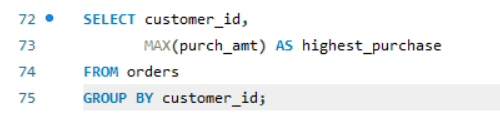 72 SELECT customer_id,
73 MAX(purch_amt) AS highest_purchase
74 FROM orders
75 GROUP BY customer_id;